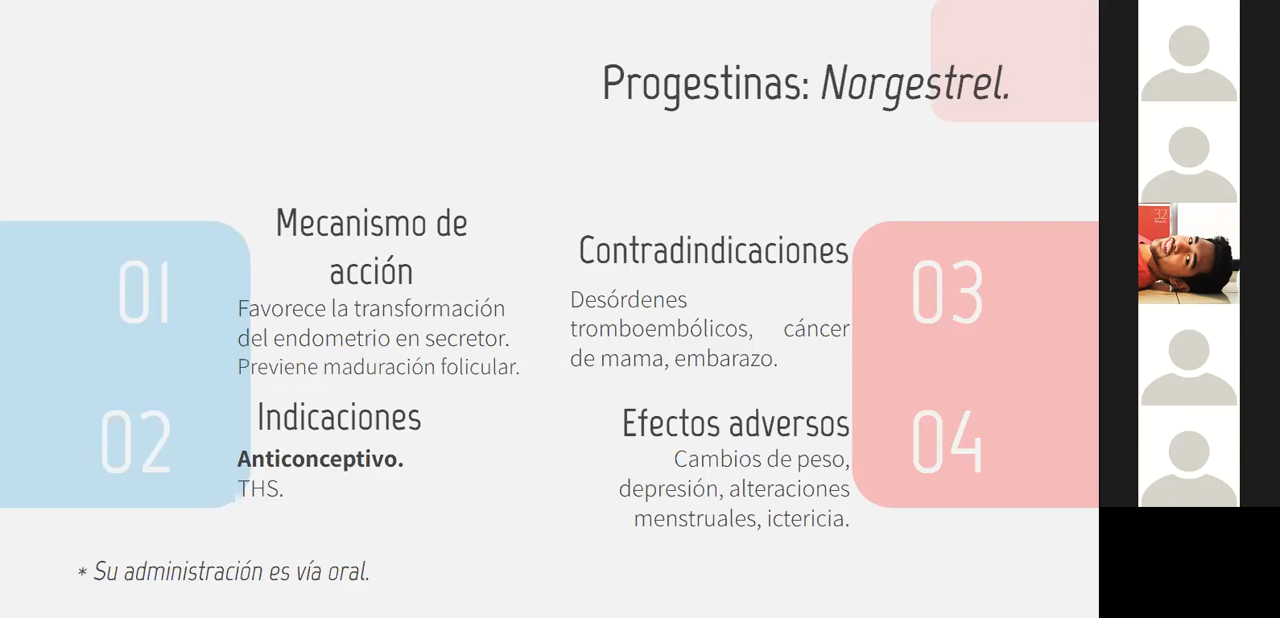 Progestinas: Norgestrel.
01
Mecanismo de
acción
Favorece la transformación
del endometrio en secretor.
Previene maduración folicular.
02
Indicaciones
Anticonceptivo.
THS.
Contradindicaciones
03
Desórdenes
tromboembólicos, cáncer
de mama, embarazo.
Efectos adversos
04
Cambios de peso,
depresión, alteraciones
menstruales, ictericia.
* Su administración es vía oral.
32